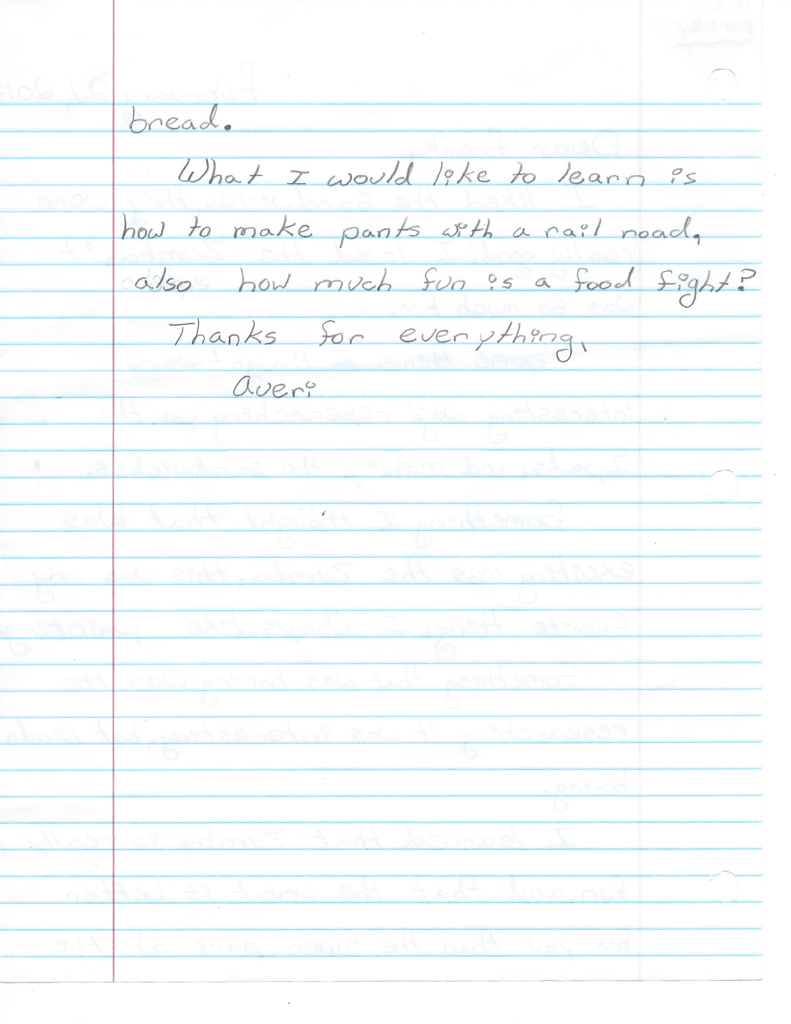 bread.
What I would like to learn is
how to make pants with a rail road,
also how much fun is a food fight?
Thanks for everything,
Averi